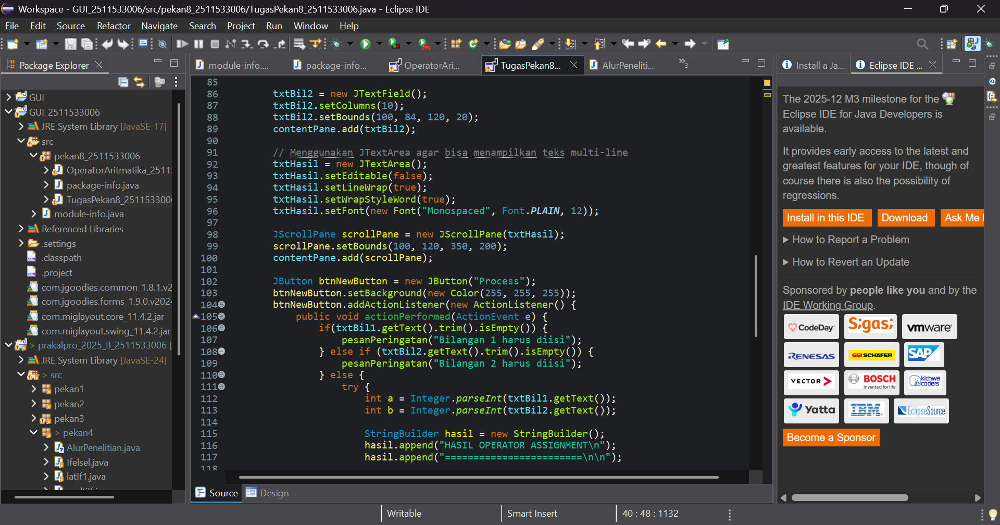 Workspace - GUI_2511533006/src/pekan8_2511533006/TugasPekan8_2511533006.java - Eclipse IDE
File Edit Source Refactor Navigate Search Project Run Window Help
Package Explorer
GUI
GUI_2511533006
JRE System Library [JavaSE-17]
src
pekan8_2511533006
OperatorAritmatika_2511
package-info.java
TugasPekan8_251153300
module-info.java
Referenced Libraries
.settings
.classpath
.project
com.jgoodies.common_1.8.1.v2
com.jgoodies.forms_1.9.0.v202
com.miglayout.core_11.4.2.jar
com.miglayout.swing_11.4.2.jar
> prakalpro_2025_B_2511533006 [
JRE System Library [JavaSE-24]
> src
pekan1
pekan2
pekan3
> pekan4
AlurPenelitian.java
Ifelsel.java
latIf1.java
module-info.... package-info... OperatorAri... TugasPekan8... AlurPeneliti... »3
85
86 txtBil2 = new JTextField();
87 txtBil2.setColumns(10);
88 txtBil2.setBounds(100, 84, 120, 20);
89 contentPane.add(txtBil2);
90
91 // Menggunakan JTextArea agar bisa menampilkan teks multi-line
92 txtHasil = new JTextArea();
93 txtHasil.setEditable(false);
94 txtHasil.setLineWrap(true);
95 txtHasil.setWrapStyleWord(true);
96 txtHasil.setFont(new Font("Monospaced", Font.PLAIN, 12));
97
98 JScrollPane scrollPane = new JScrollPane(txtHasil);
99 scrollPane.setBounds(100, 120, 350, 200);
100 contentPane.add(scrollPane);
101
102 JButton btnNewButton = new JButton("Process");
103 btnNewButton.setBackground(new Color(255, 255, 255));
104 btnNewButton.addActionListener(new ActionListener() {
105 public void actionPerformed(ActionEvent e) {
106 if(txtBil1.getText().trim().isEmpty()) {
107 pesanPeringatan("Bilangan 1 harus diisi");
108 } else if (txtBil2.getText().trim().isEmpty()) {
109 pesanPeringatan("Bilangan 2 harus diisi");
110 } else {
111 try {
112 int a = Integer.parseInt(txtBil1.getText());
113 int b = Integer.parseInt(txtBil2.getText());
114
115 StringBuilder hasil = new StringBuilder();
116 hasil.append("HASIL OPERATOR ASSIGNMENT\n");
117 hasil.append("========================\n\n");
118
Source Design
Install a Ja... Eclipse IDE ...
The 2025-12 M3 milestone for the
Eclipse IDE for Java Developers is
available.
It provides early access to the latest and
greatest features for your IDE, though of
course there is also the possibility of
regressions.
Install in this IDE Download Ask Me
How to Report a Problem
How to Revert an Update
Sponsored by people like you and by the
IDE Working Group.
CodeDay Sigasi vmware
RENESAS SSI SCHÄFER SAP
VECTOR BOSCH Invented for life kichwa coders
Yatta IBM EclipseSource
Become a Sponsor
Writable Smart Insert 40 : 48 : 1132